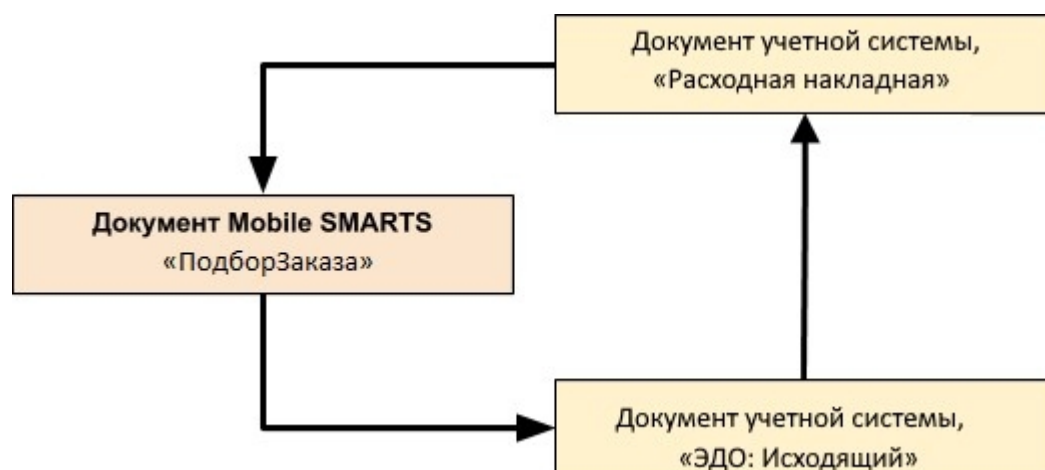 Документ учетной системы,
«Расходная накладная»
Документ Mobile SMARTS
«ПодборЗаказа»
Документ учетной системы,
«ЭДО: Исходящий»